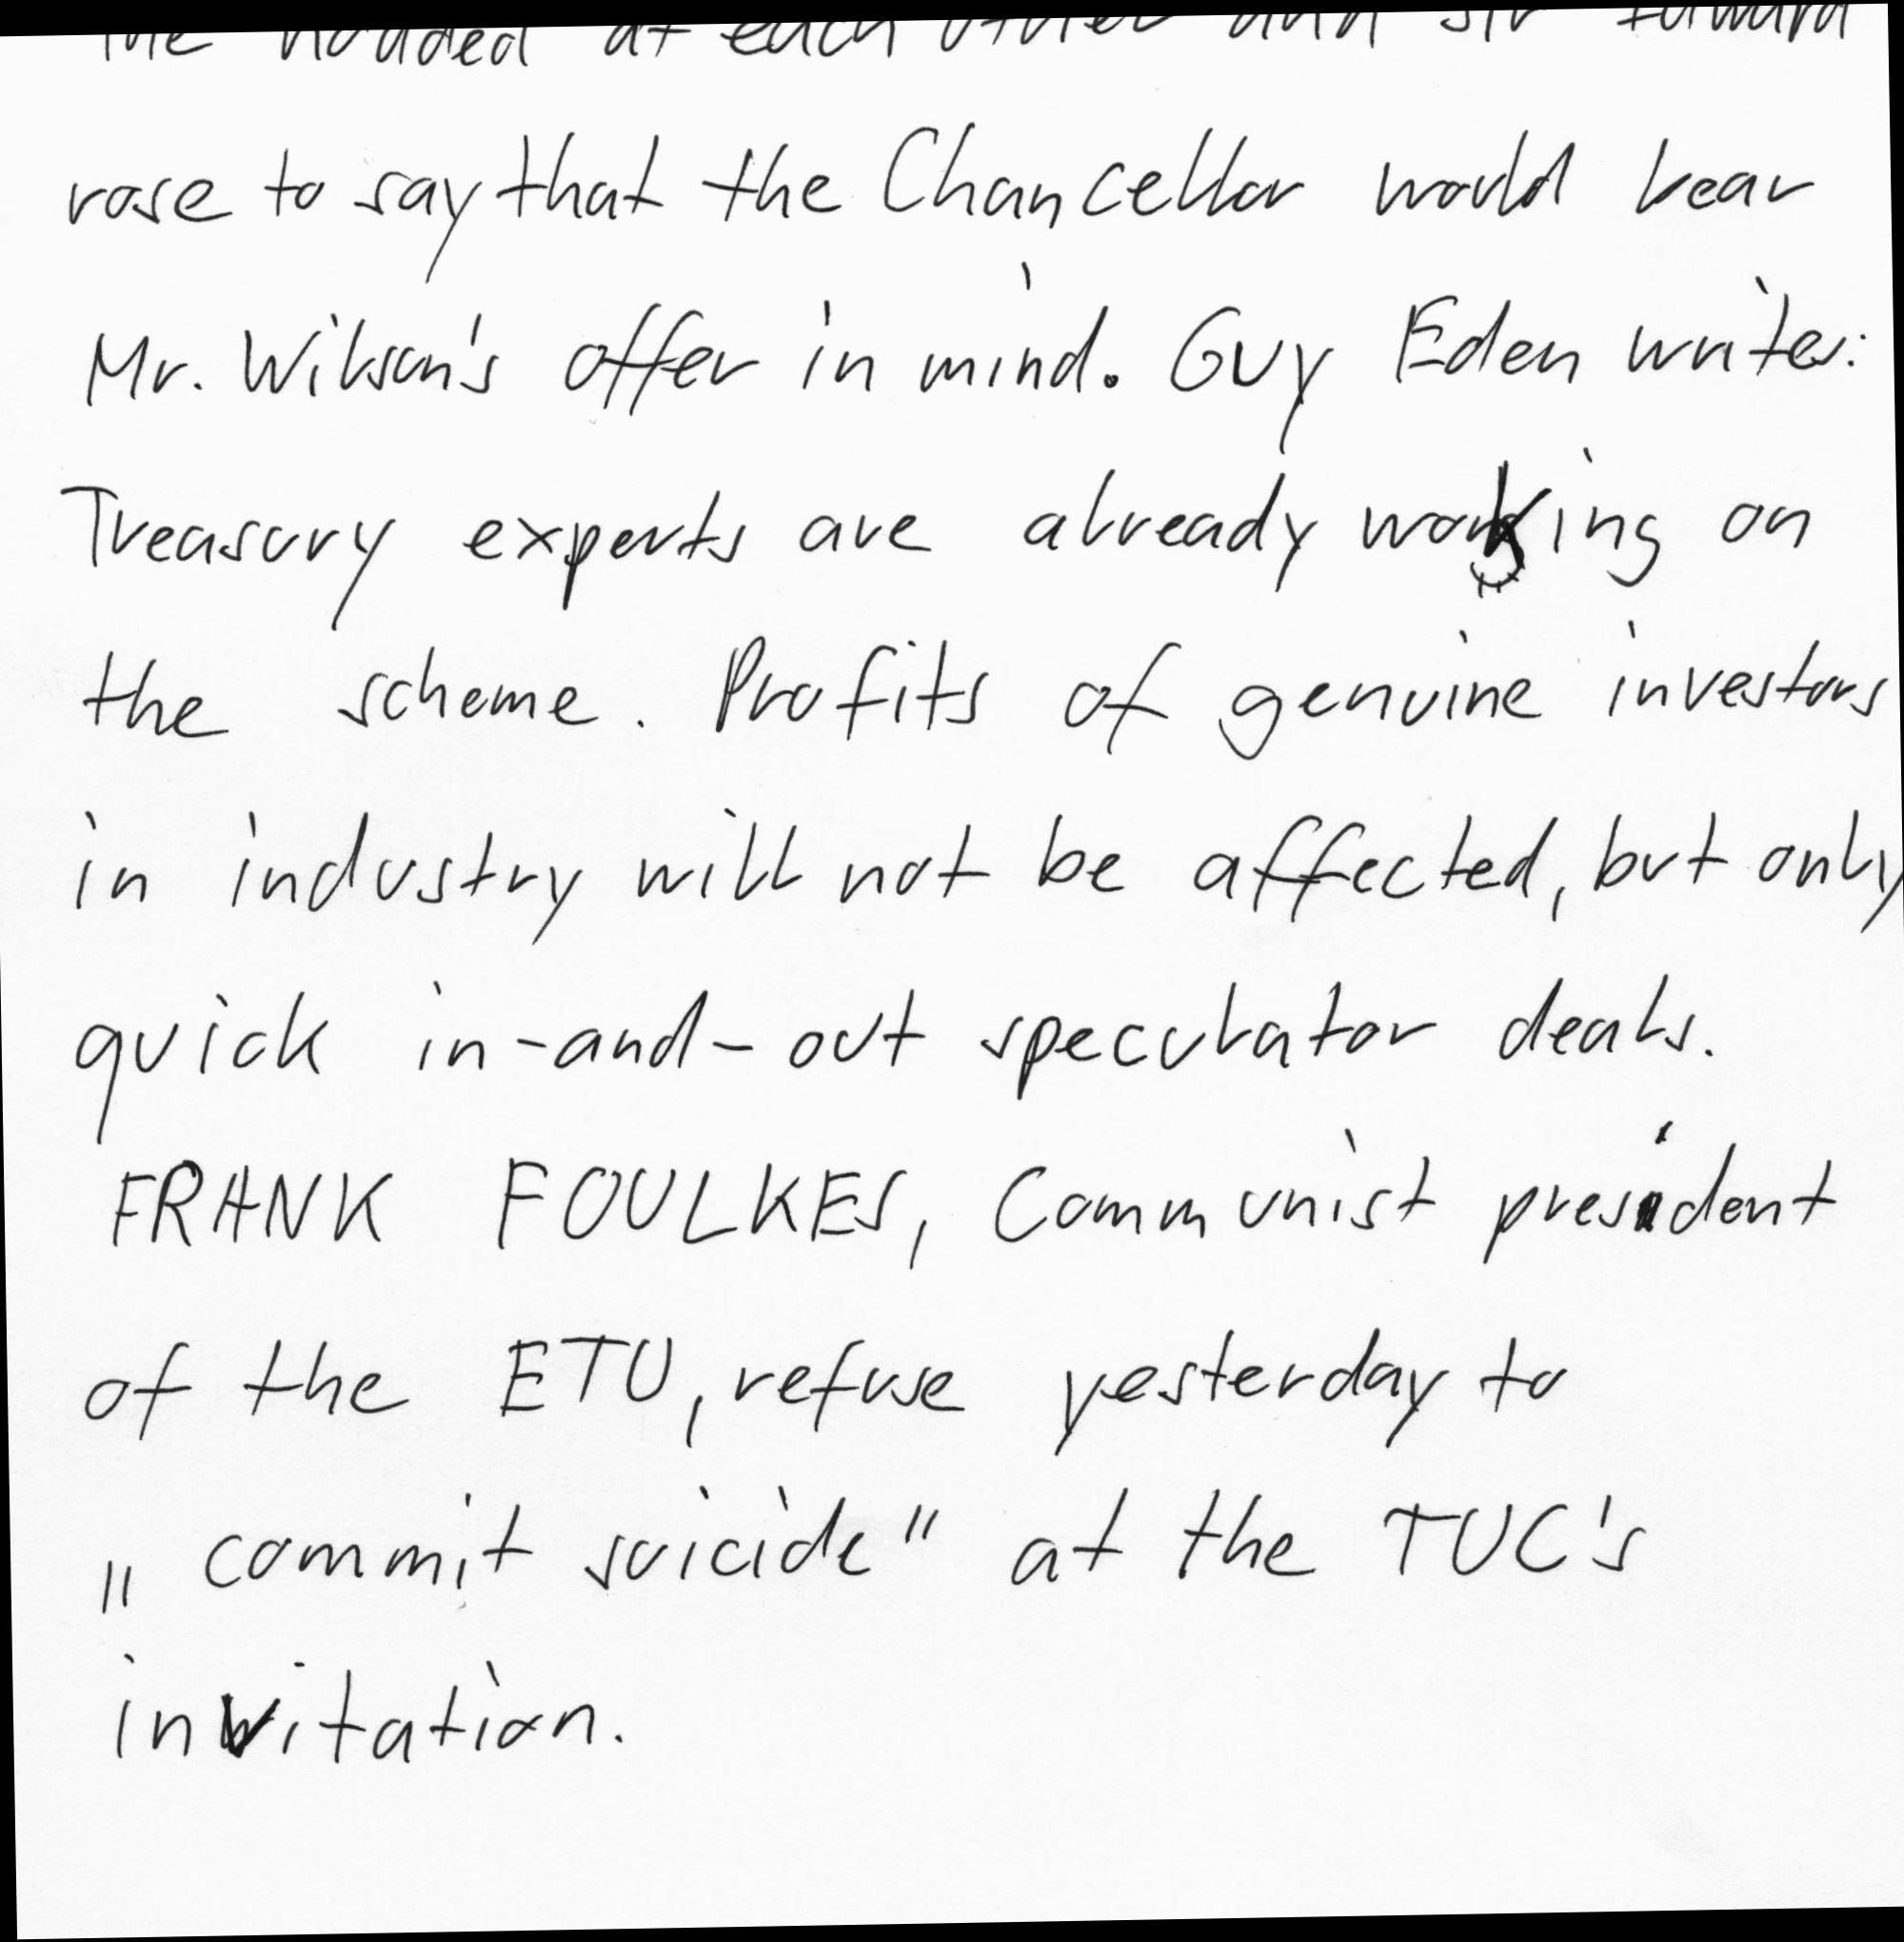 nodded at each other and Sir Edward
rose to say that the Chancellor would bear
Mr. Wilson's offer in mind. Guy Eden writes:
Treasury experts are already working on
the scheme. Profits of genuine investors
in industry will not be affected, but only
quick in-and-out speculator deals.
FRANK FOULKES, Communist president
of the ETU, refuse yesterday to
„commit suicide" at the TUC's
invitation.